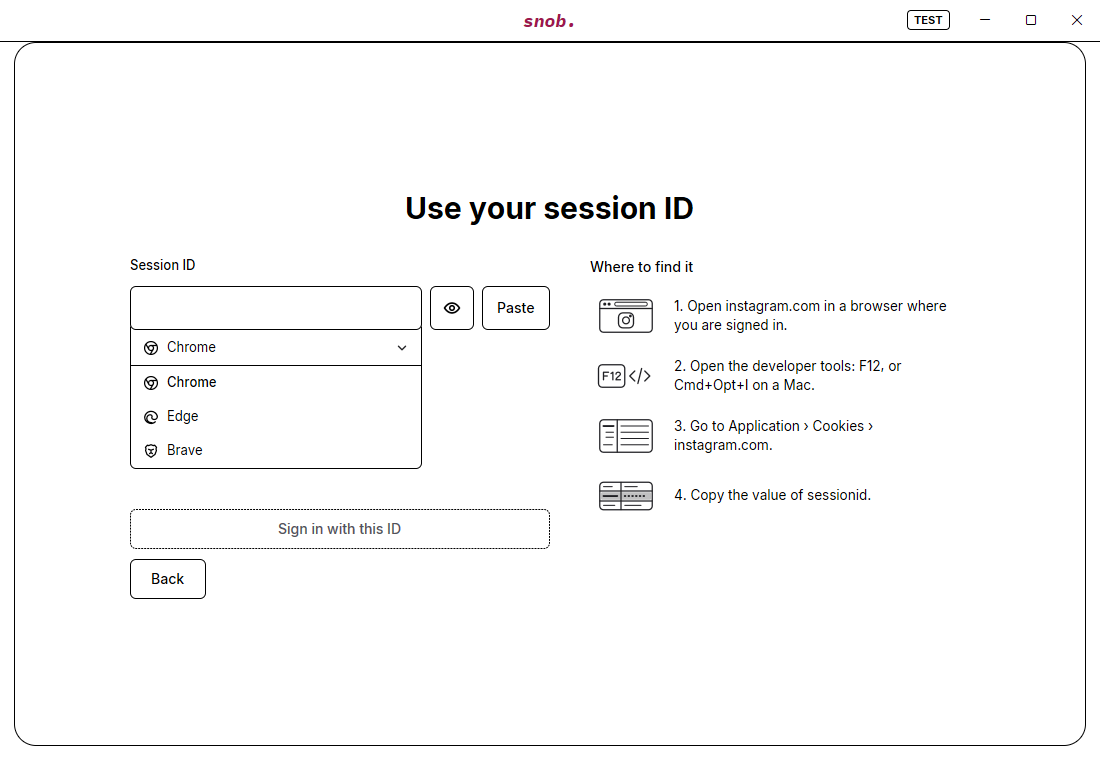 snob.
TEST
Use your session ID
Session ID
Paste
Chrome
Chrome
Edge
Brave
Sign in with this ID
Back
Where to find it
1. Open instagram.com in a browser where
you are signed in.
F12 </>
2. Open the developer tools: F12, or
Cmd+Opt+I on a Mac.
3. Go to Application › Cookies ›
instagram.com.
4. Copy the value of sessionid.